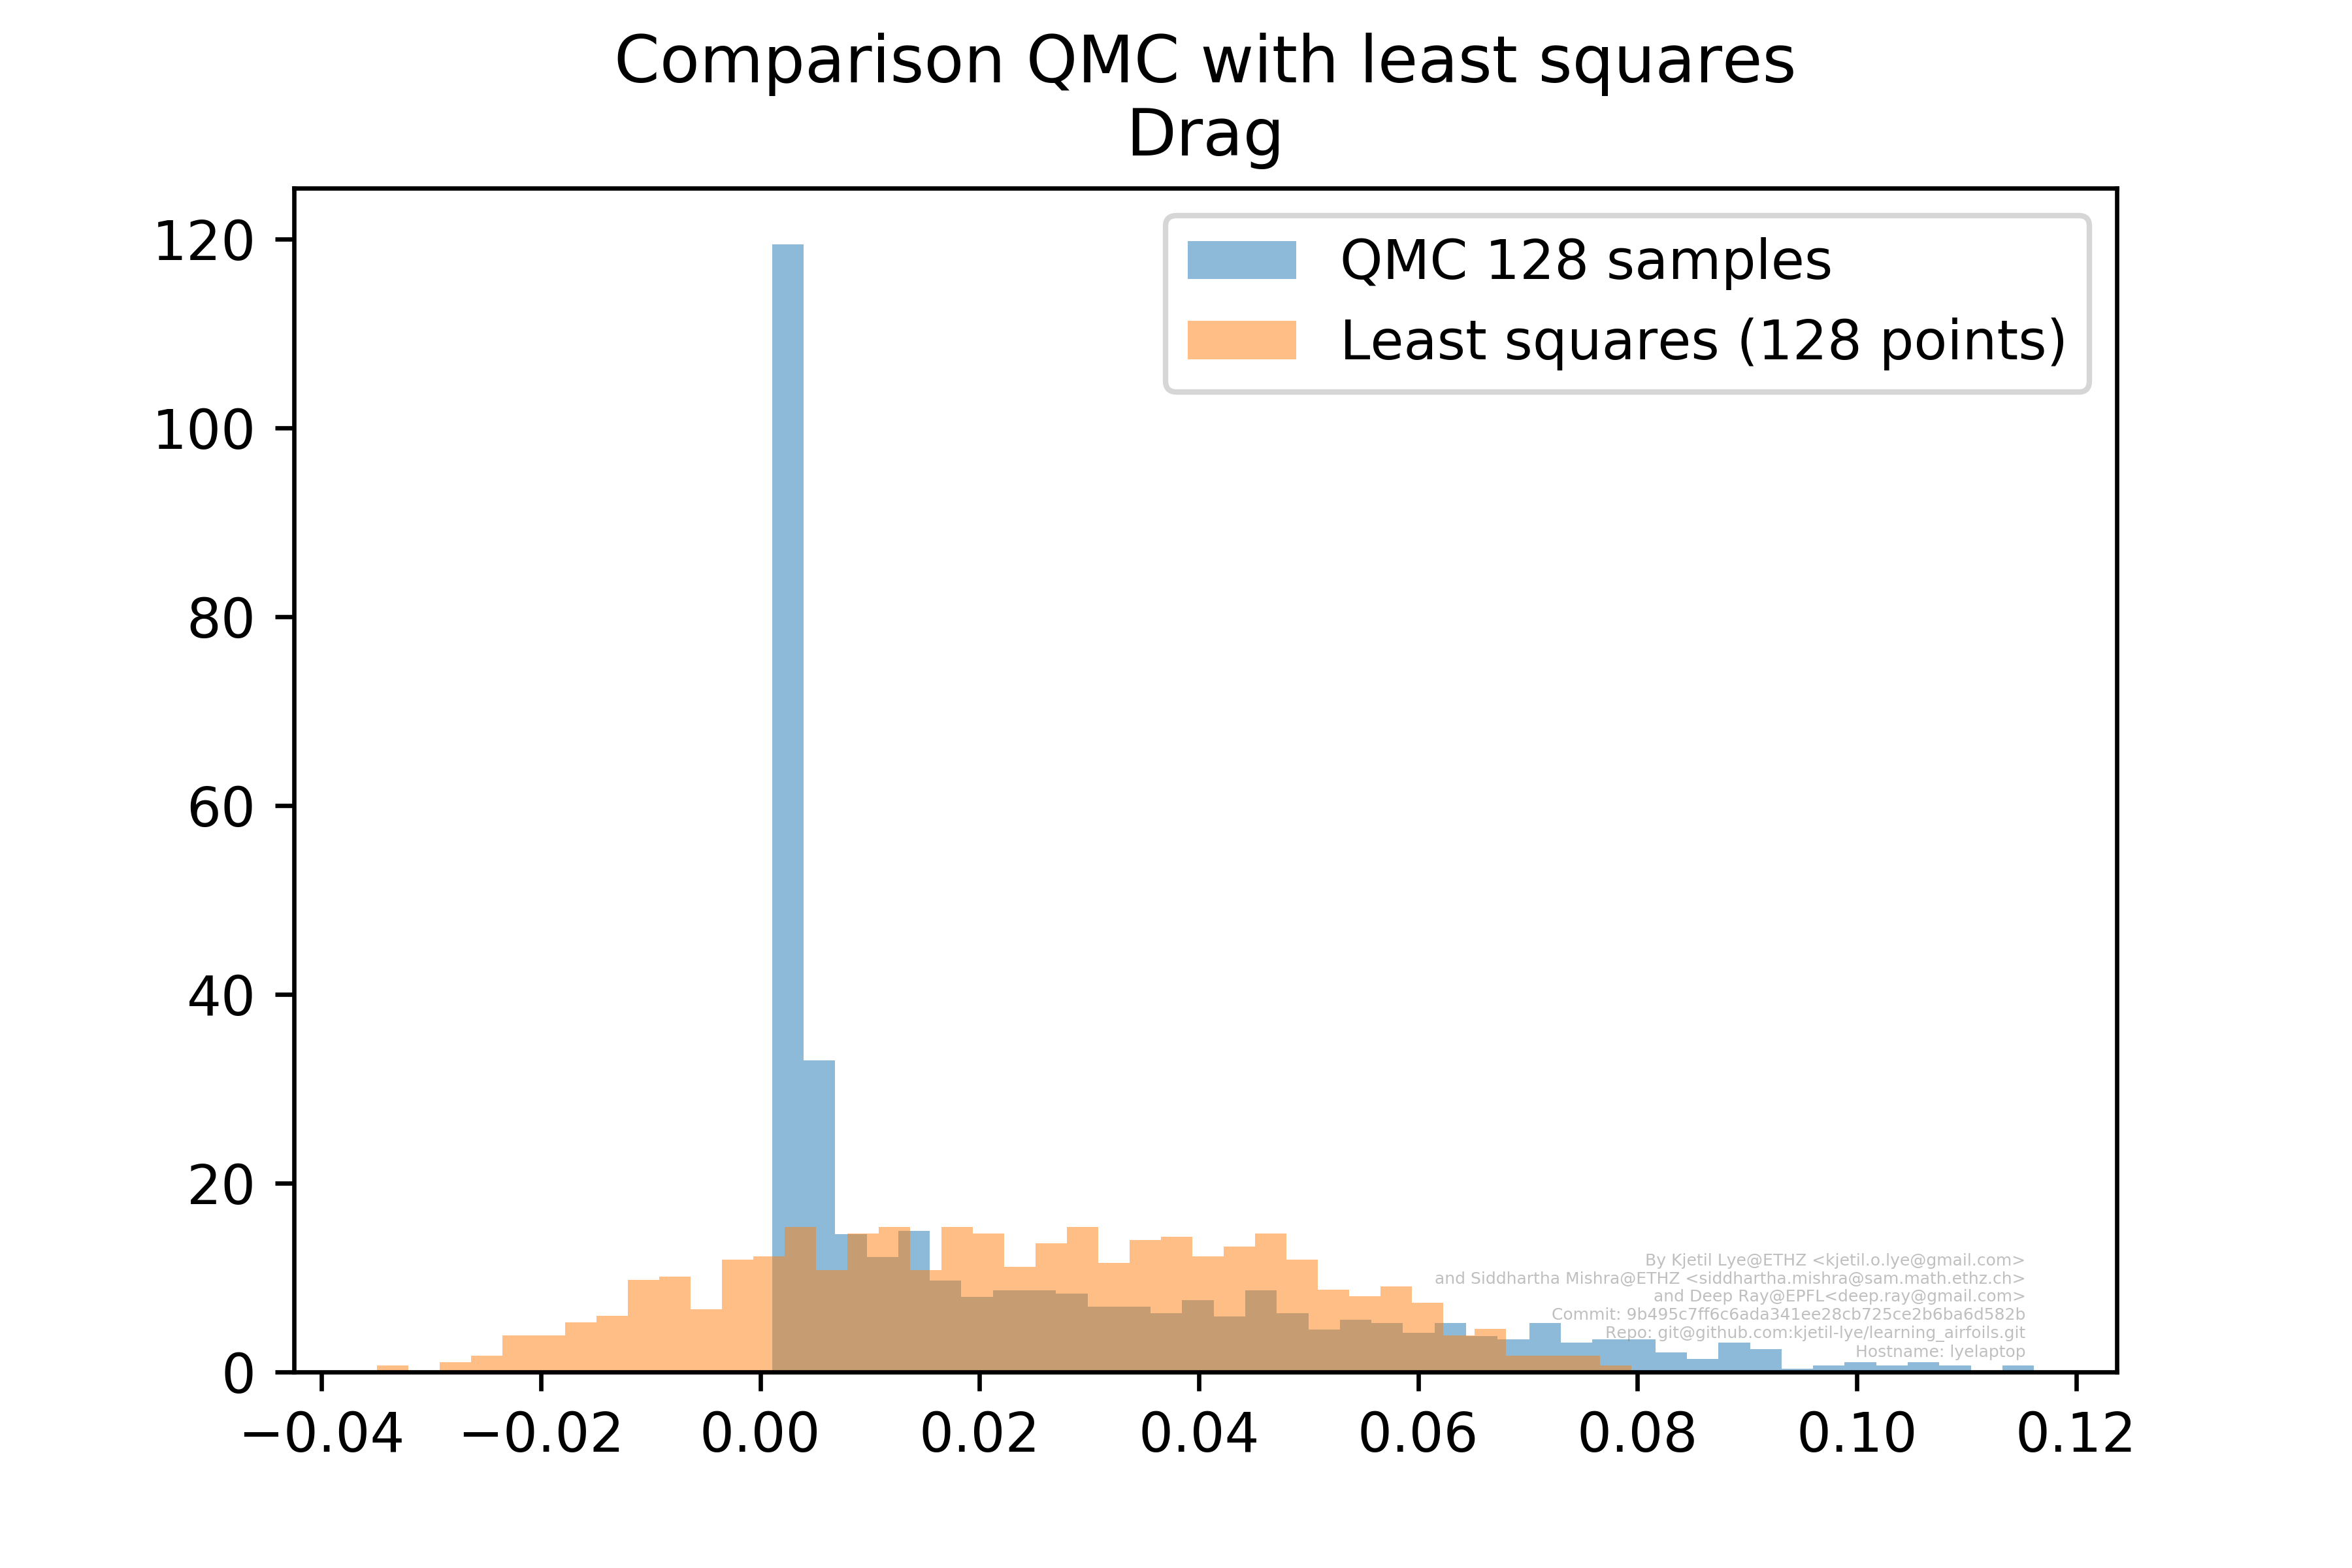 Comparison QMC with least squares
Drag
120
100
80
60
40
20
0
QMC 128 samples
Least squares (128 points)
By Kjetil Lye@ETHZ <kjetil.o.lye@gmail.com>
and Siddhartha Mishra@ETHZ <siddhartha.mishra@sam.math.ethz.ch>
and Deep Ray@EPFL<deep.ray@gmail.com>
Commit: 9b495c7ff6c6ada341ee28cb725ce2b6ba6d582b
Repo: git@github.com:kjetil-lye/learning_airfoils.git
Hostname: lyelaptop
−0.04 −0.02 0.00 0.02 0.04 0.06 0.08 0.10 0.12